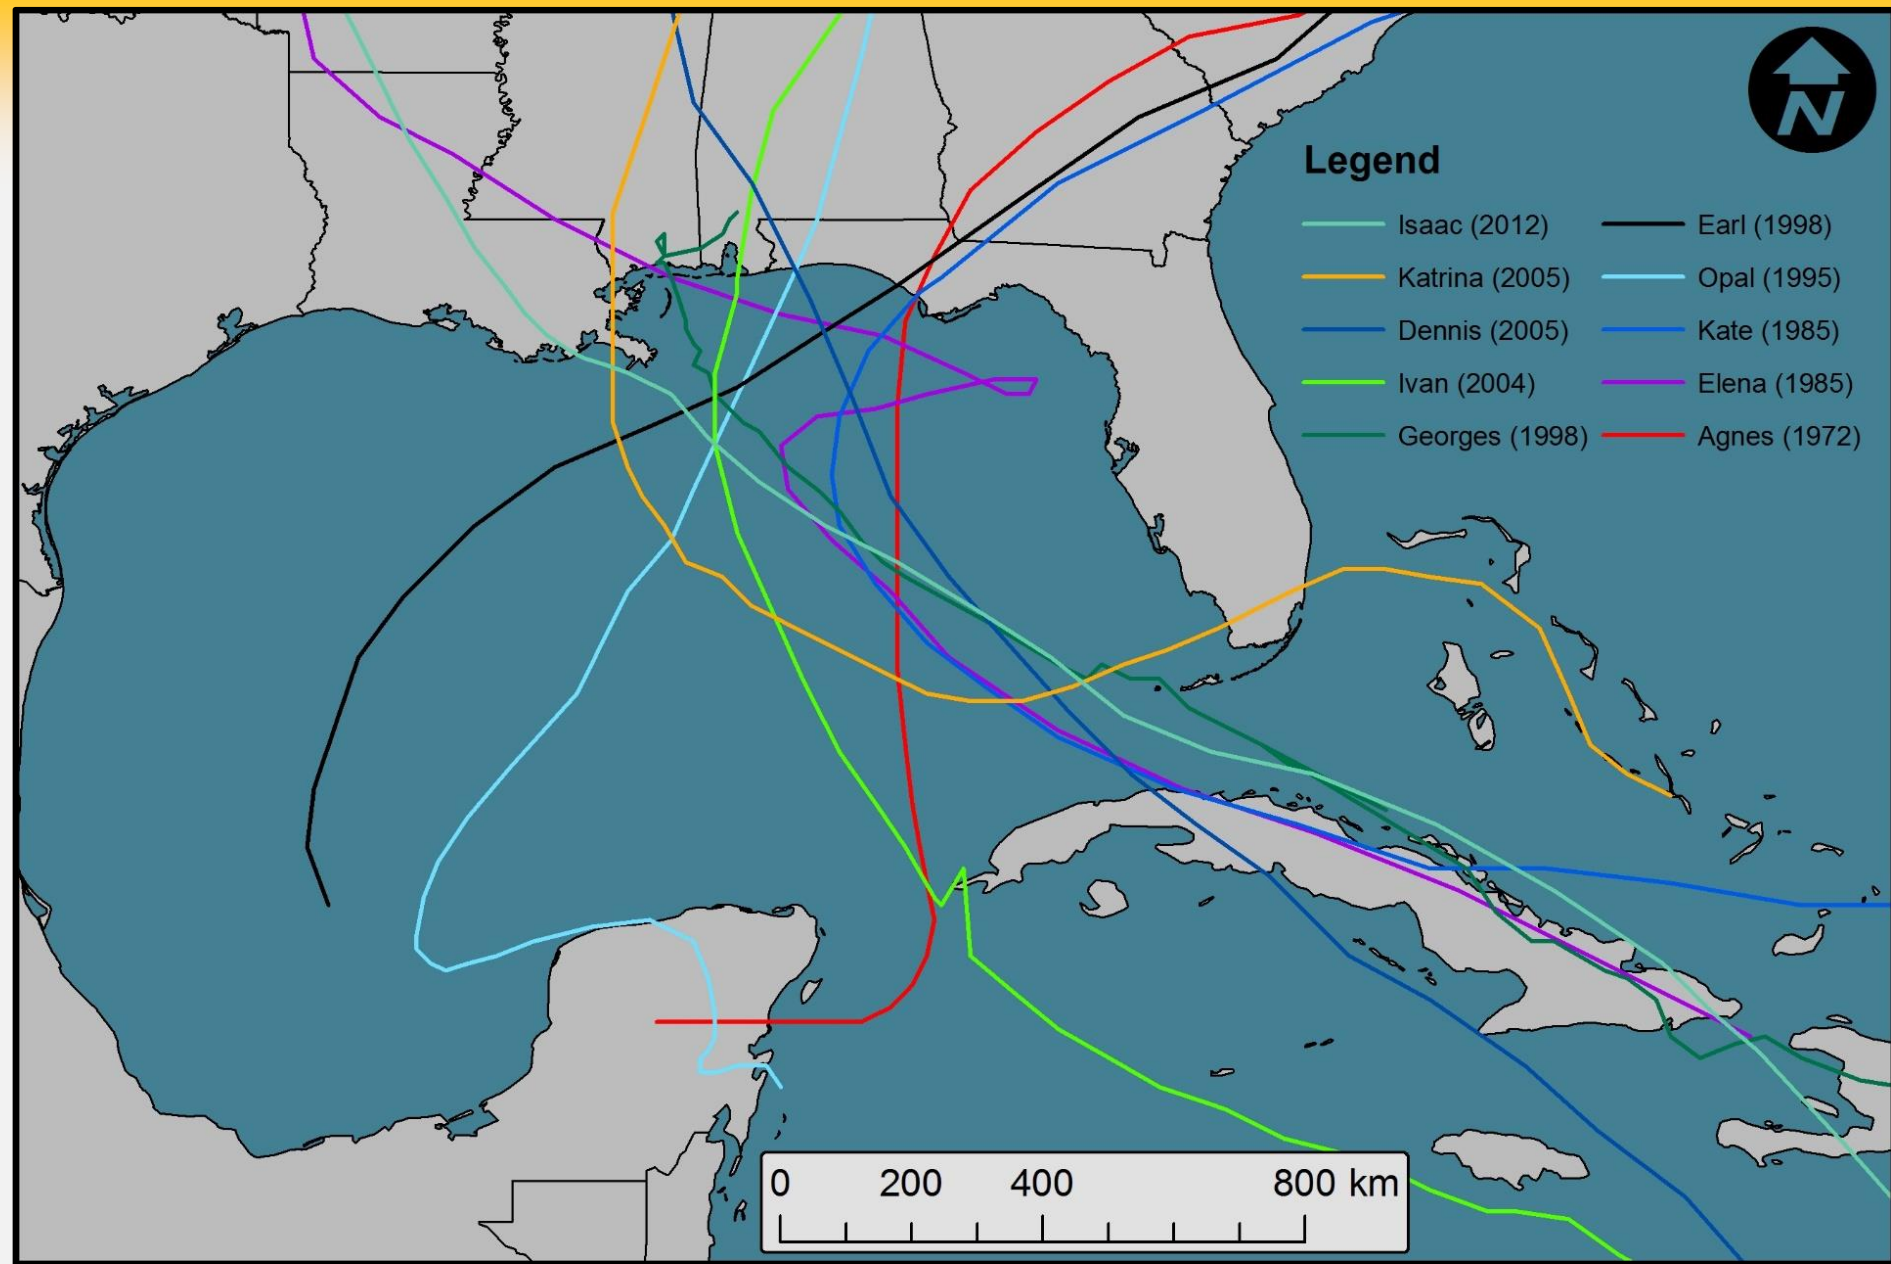 N
Legend
Isaac (2012)
Katrina (2005)
Dennis (2005)
Ivan (2004)
Georges (1998)
Earl (1998)
Opal (1995)
Kate (1985)
Elena (1985)
Agnes (1972)
0 200 400 800 km